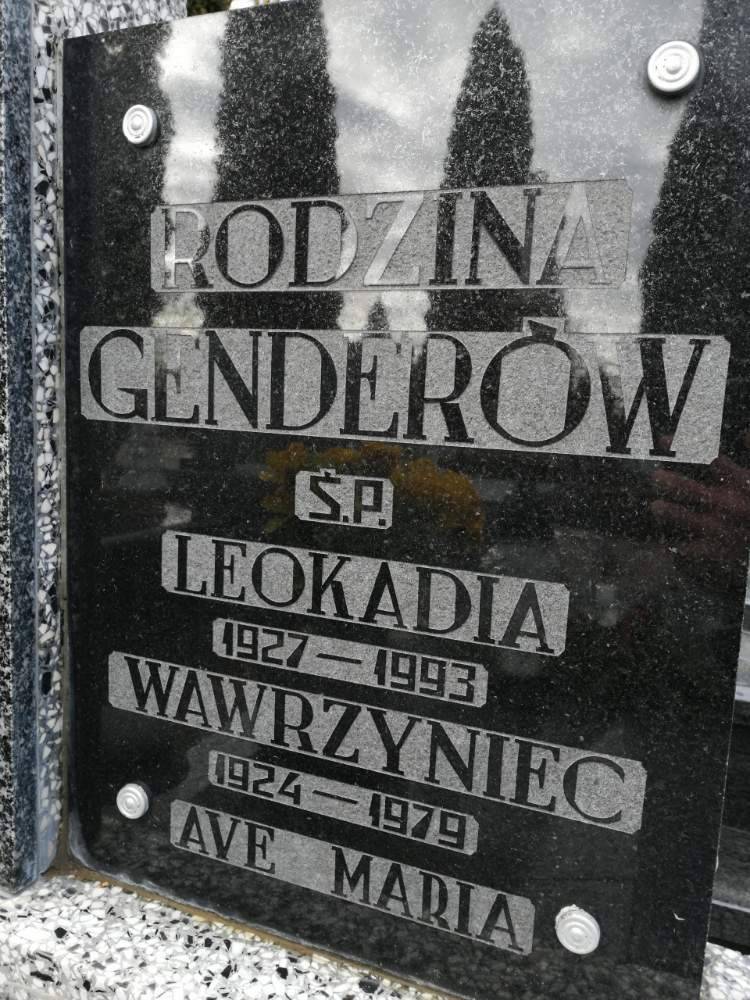 RODZINA
GENDERÓW
Ś.P.
LEOKADIA
1927 — 1993
WAWRZYNIEC
1924 — 1979
AVE MARIA